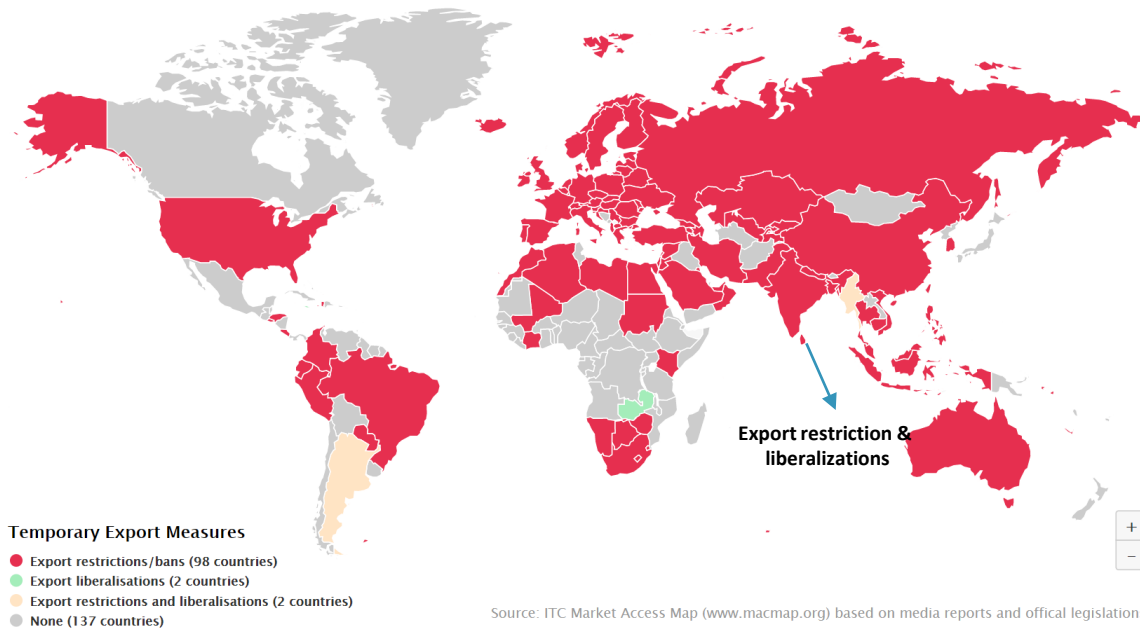 Export restriction &
liberalizations
Temporary Export Measures
Export restrictions/bans (98 countries)
Export liberalisations (2 countries)
Export restrictions and liberalisations (2 countries)
None (137 countries)
+
−
Source: ITC Market Access Map (www.macmap.org) based on media reports and offical legislation